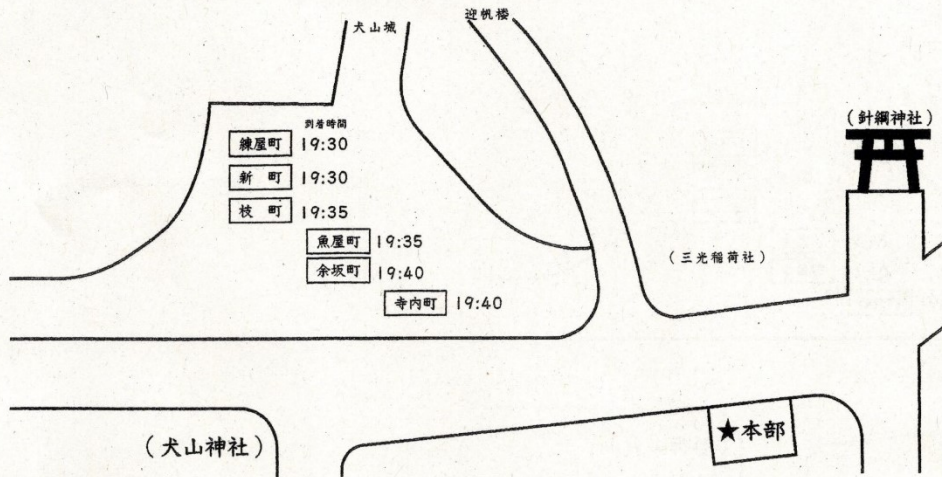 迎帆楼
犬山城
(針綱神社)
到着時間
練屋町 19:30
新町 19:30
枝町 19:35
魚屋町 19:35
余坂町 19:40
寺内町 19:40
(三光稲荷社)
★本部
(犬山神社)